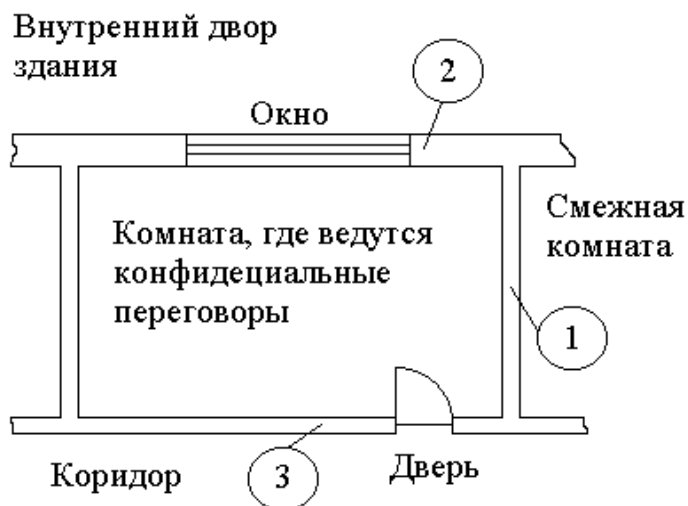 Внутренний двор
здания
2
Окно
Смежная
комната
Комната, где ведутся
конфидециальные
переговоры
1
Коридор
3
Дверь